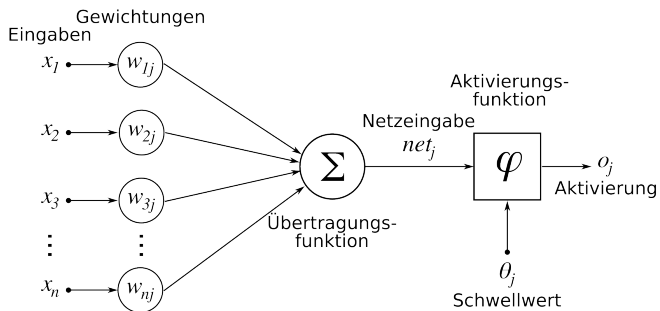 Gewichtungen
Eingaben
x1 w1j
x2 w2j
x3 w3j
xn wnj
Σ
Übertragungs-
funktion
Netzeingabe
netj
Aktivierungs-
funktion
φ
oj
Aktivierung
θj
Schwellwert